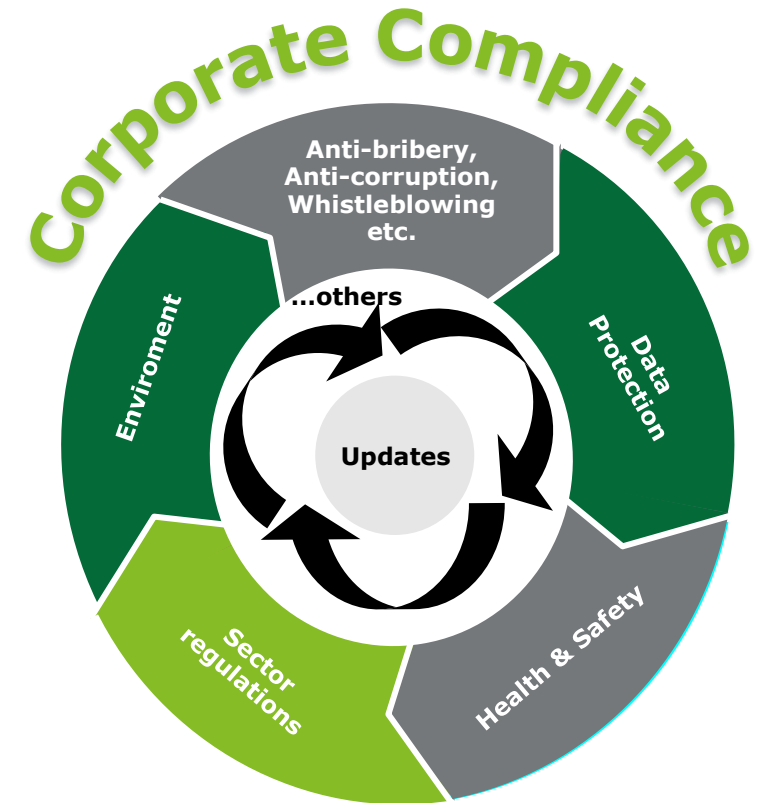 Corporate Compliance
Anti-bribery,
Anti-corruption,
Whistleblowing
etc.
...others
Data
Protection
Enviroment
Updates
Health & Safety
Sector
regulations